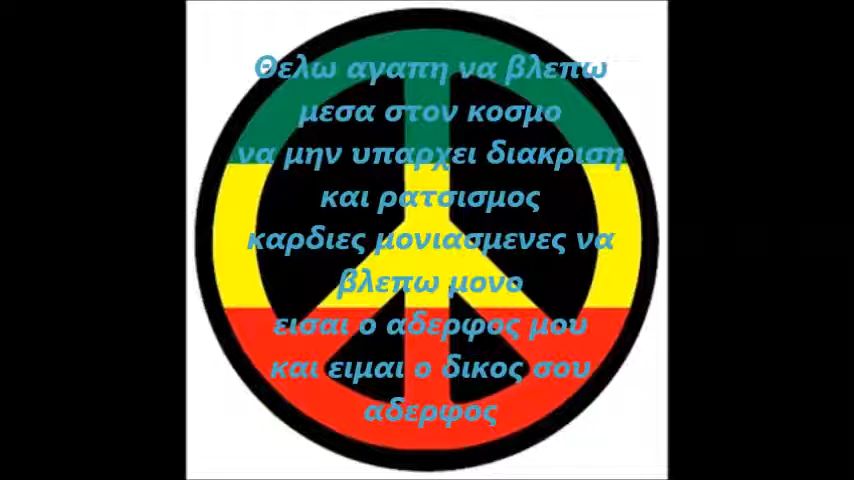 Θελω αγαπη να βλεπω
μεσα στον κοσμο
να μην υπαρχει διακριση
και ρατσισμος
καρδιες μονιασμενες να
βλεπω μονο
εισαι ο αδερφος μου
και ειμαι ο δικος σου
αδερφος